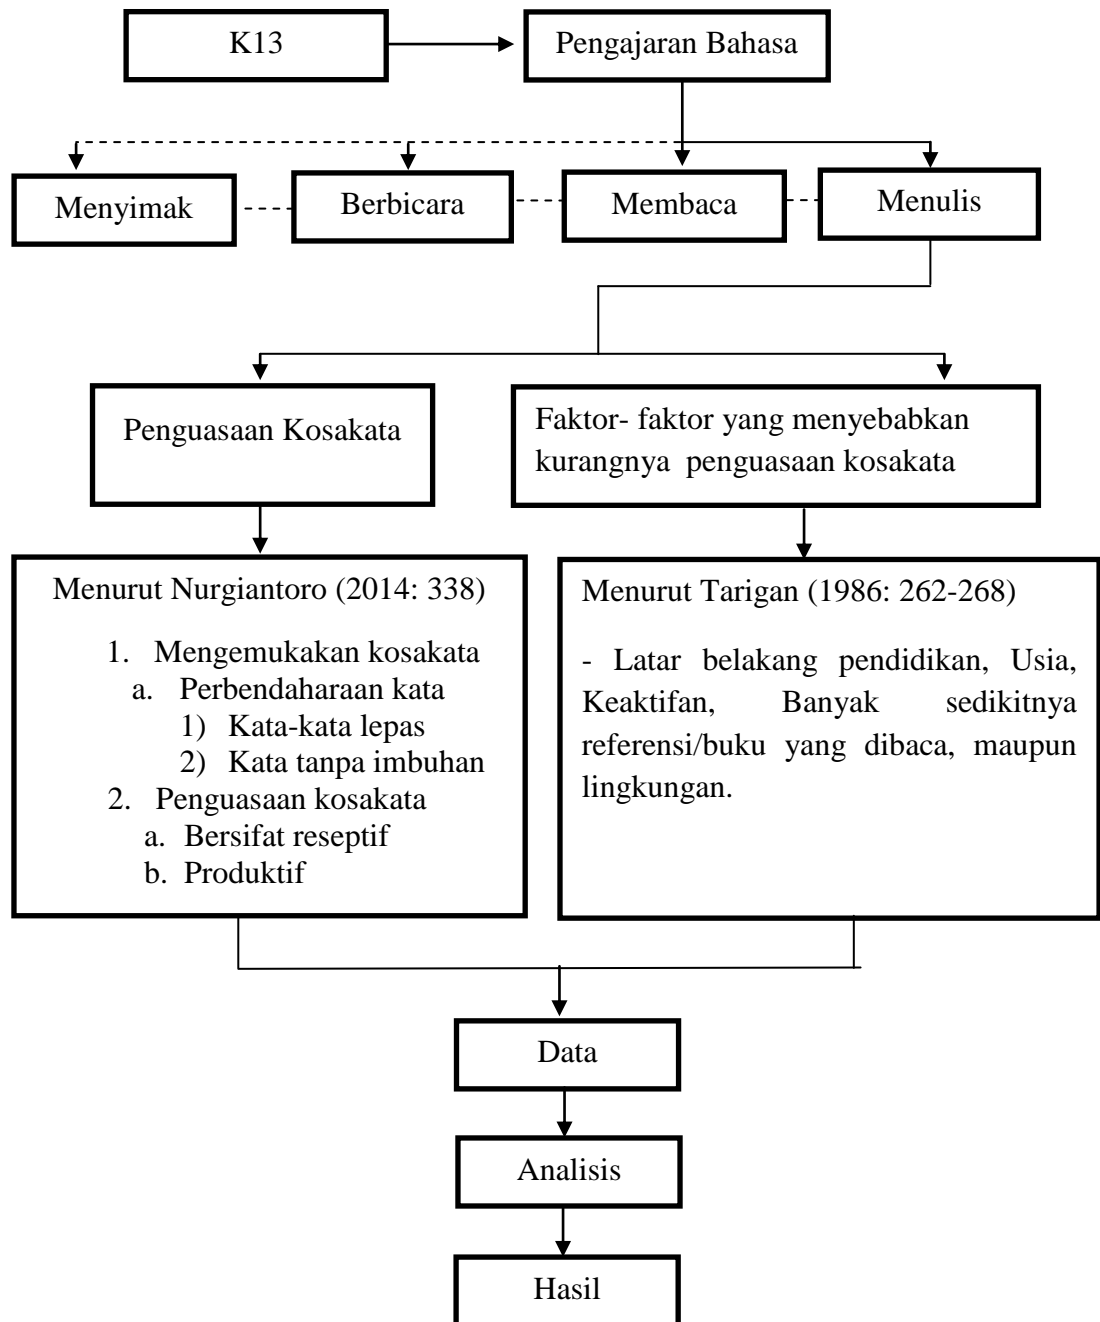 K13
Pengajaran Bahasa
Menyimak
Berbicara
Membaca
Menulis
Penguasaan Kosakata
Faktor- faktor yang menyebabkan
kurangnya penguasaan kosakata
Menurut Nurgiantoro (2014: 338)
1. Mengemukakan kosakata
a. Perbendaharaan kata
1) Kata-kata lepas
2) Kata tanpa imbuhan
2. Penguasaan kosakata
a. Bersifat reseptif
b. Produktif
Menurut Tarigan (1986: 262-268)
- Latar belakang pendidikan, Usia,
Keaktifan, Banyak sedikitnya
referensi/buku yang dibaca, maupun
lingkungan.
Data
Analisis
Hasil